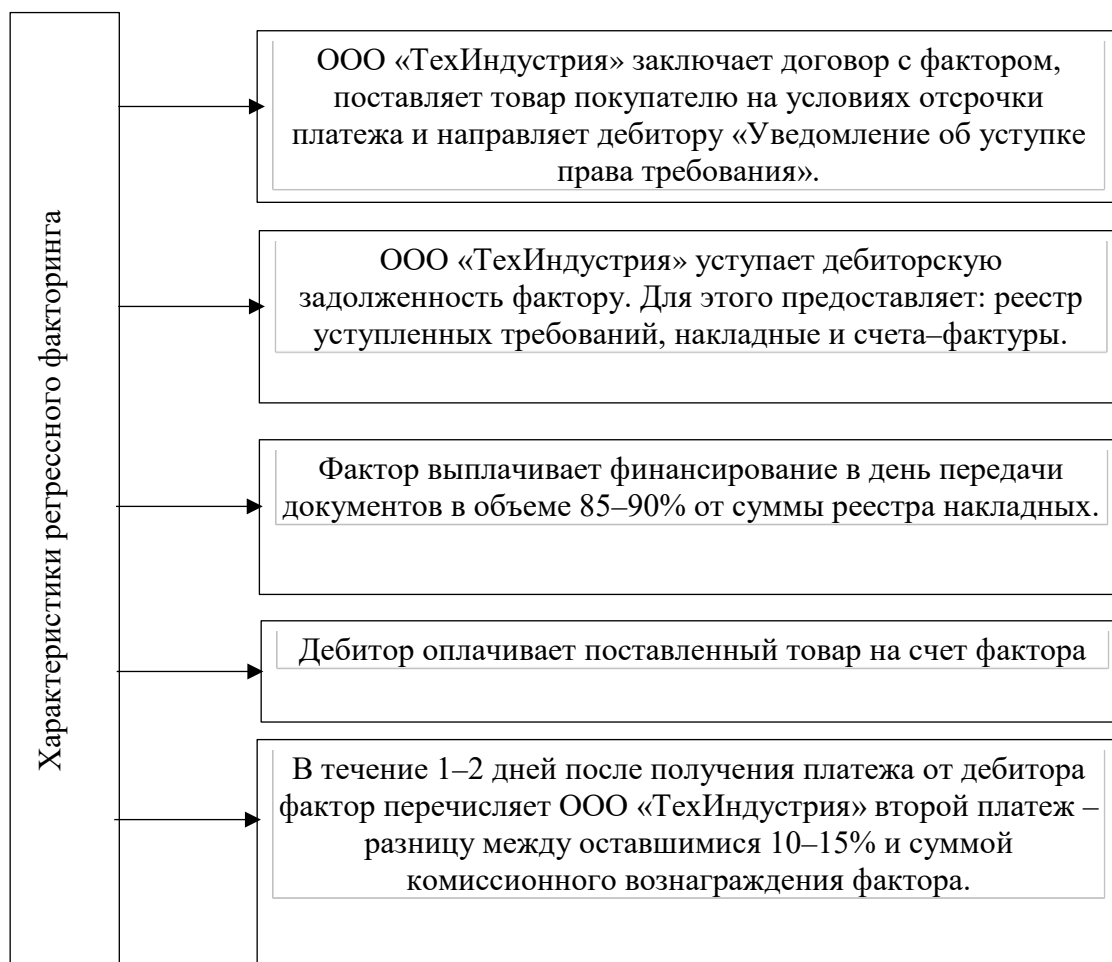 Характеристики регрессного факторинга
ООО «ТехИндустрия» заключает договор с фактором,
поставляет товар покупателю на условиях отсрочки
платежа и направляет дебитору «Уведомление об уступке
права требования».
ООО «ТехИндустрия» уступает дебиторскую
задолженность фактору. Для этого предоставляет: реестр
уступленных требований, накладные и счета–фактуры.
Фактор выплачивает финансирование в день передачи
документов в объеме 85–90% от суммы реестра накладных.
Дебитор оплачивает поставленный товар на счет фактора
В течение 1–2 дней после получения платежа от дебитора
фактор перечисляет ООО «ТехИндустрия» второй платеж –
разницу между оставшимися 10–15% и суммой
комиссионного вознаграждения фактора.